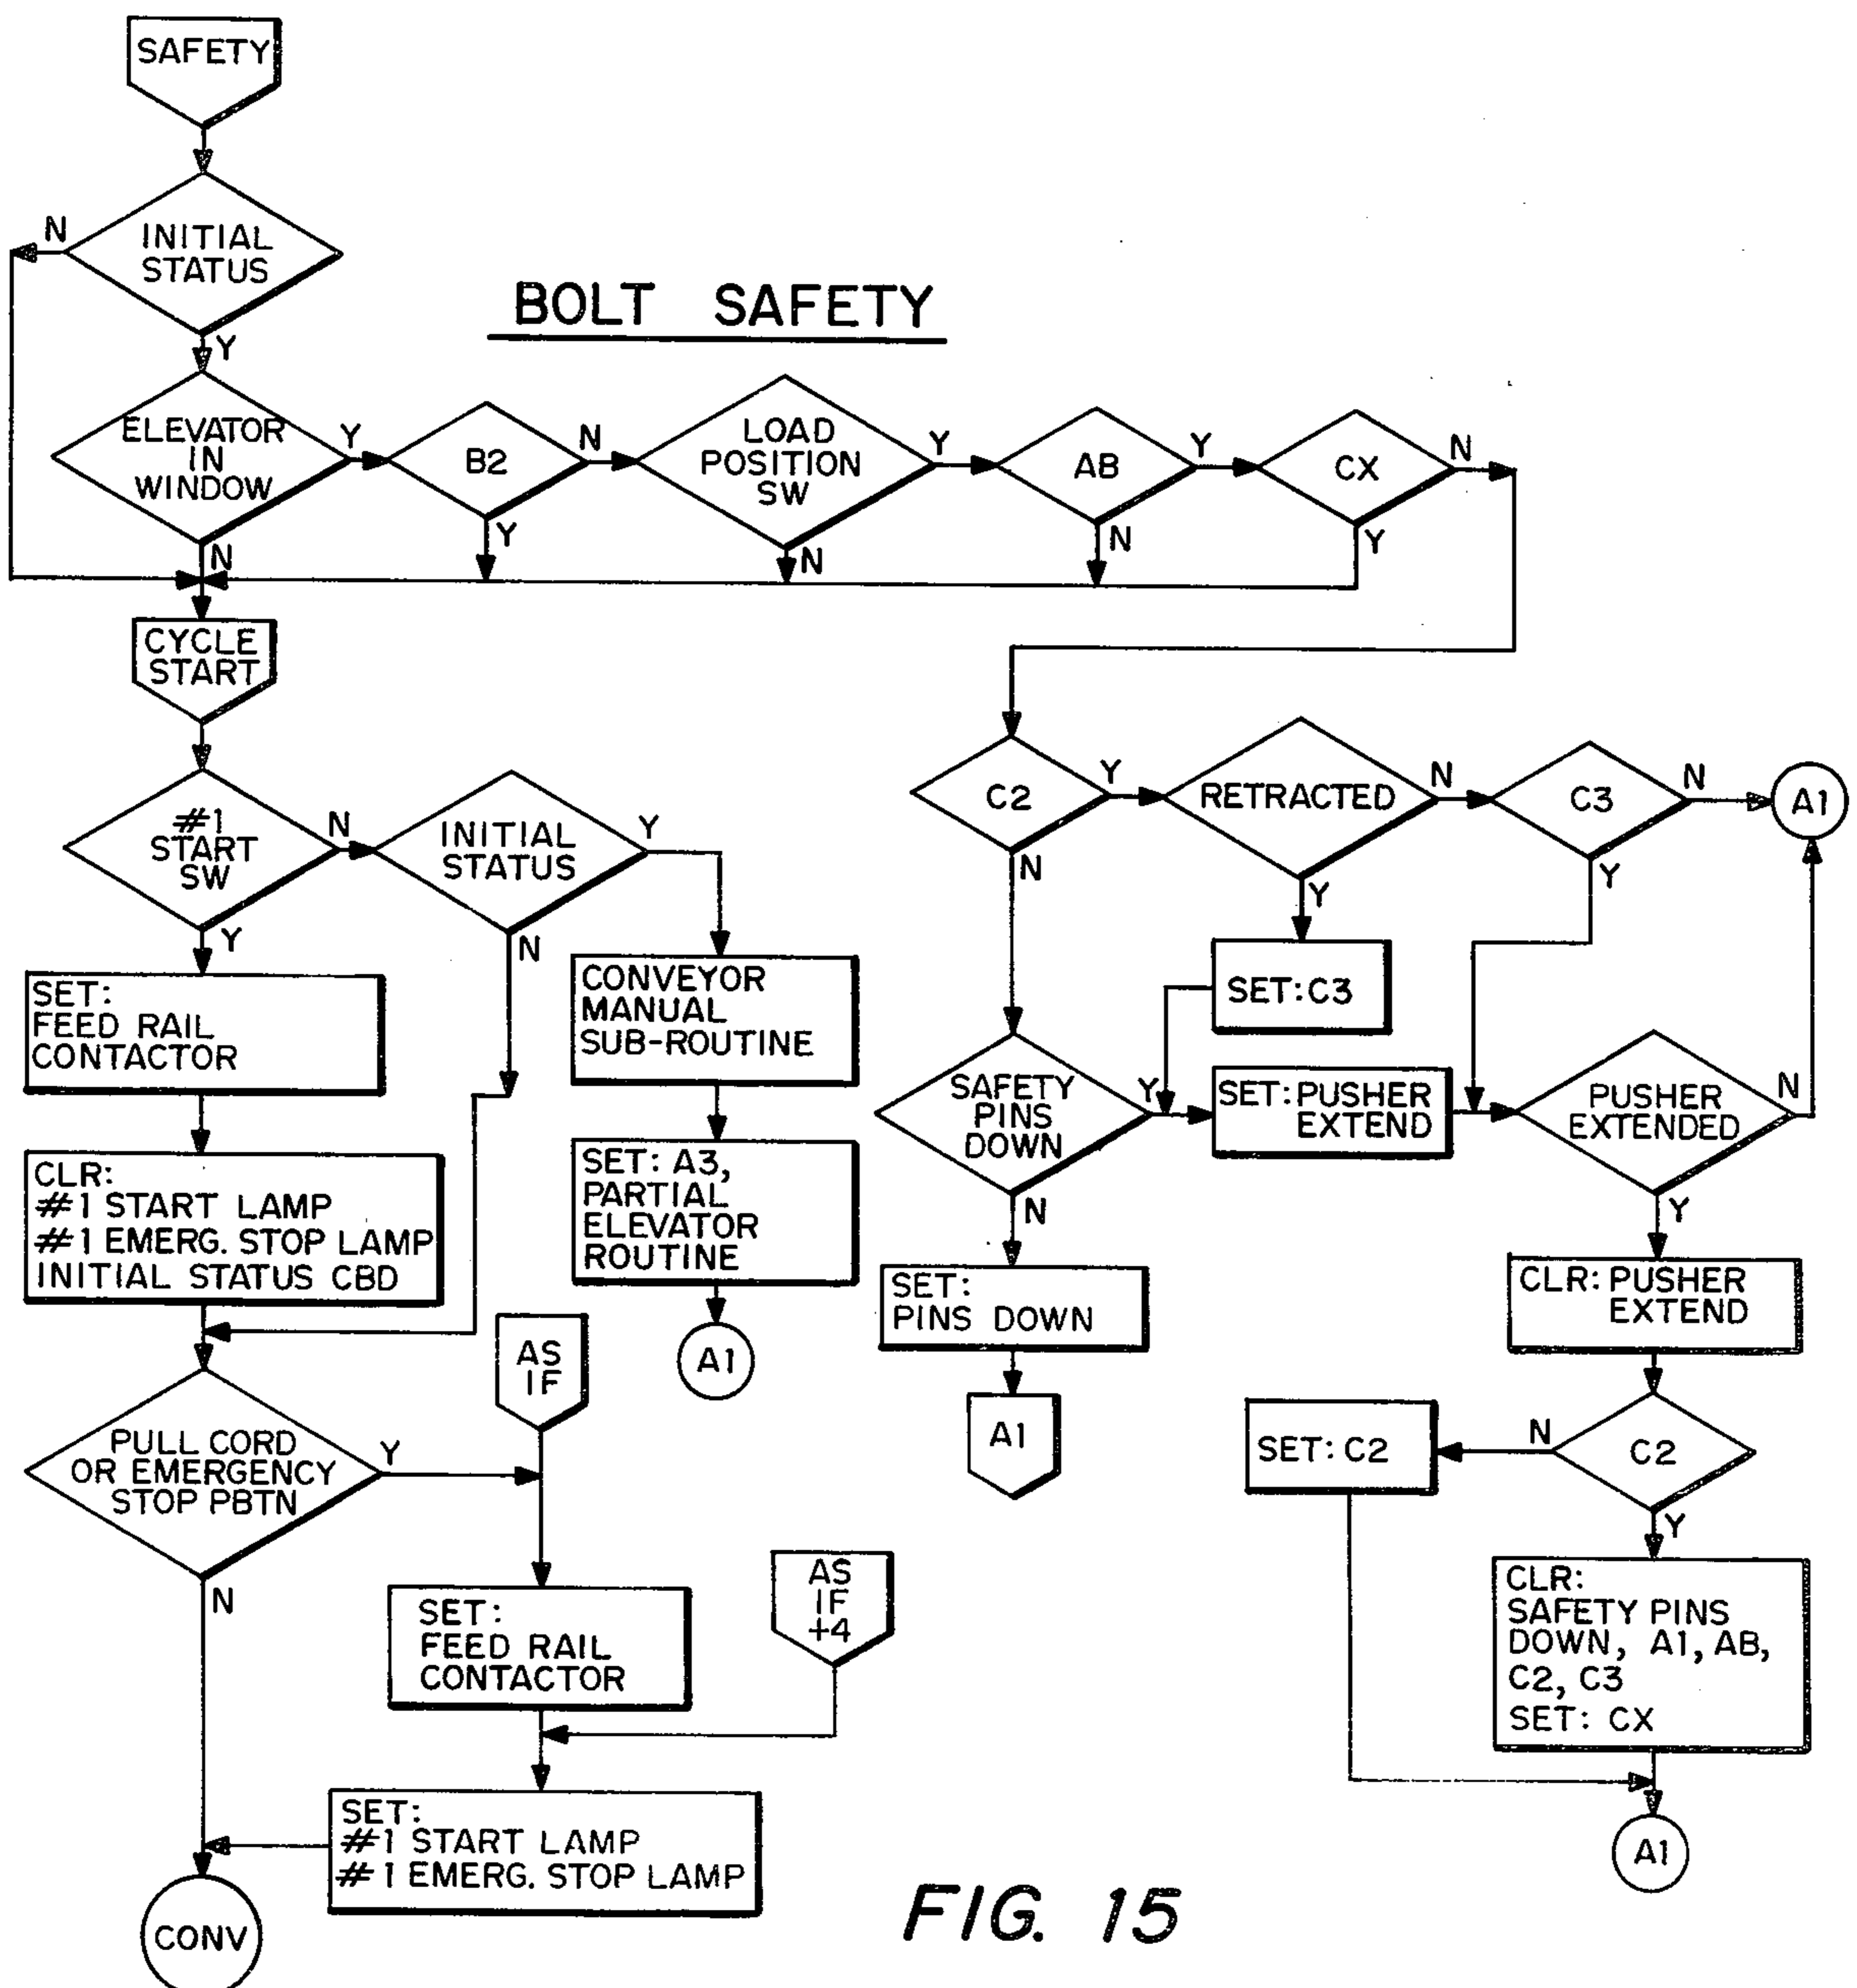 SAFETY
N
INITIAL
STATUS
Y
BOLT SAFETY
ELEVATOR
IN
WINDOW
Y
N
B2
N
Y
LOAD
POSITION
SW
Y
N
AB
Y
N
CX
N
Y
CYCLE
START
#1
START
SW
N
Y
INITIAL
STATUS
Y
N
SET:
FEED RAIL
CONTACTOR
CONVEYOR
MANUAL
SUB-ROUTINE
CLR:
#1 START LAMP
#1 EMERG. STOP LAMP
INITIAL STATUS CBD
SET: A3,
PARTIAL
ELEVATOR
ROUTINE
A1
PULL CORD
OR EMERGENCY
STOP PBTN
Y
N
AS
IF
SET:
FEED RAIL
CONTACTOR
AS
IF
+4
SET:
#1 START LAMP
#1 EMERG. STOP LAMP
CONV
C2
Y
N
RETRACTED
N
Y
C3
N
Y
A1
SET: C3
SAFETY
PINS
DOWN
Y
N
SET: PUSHER
EXTEND
PUSHER
EXTENDED
N
Y
SET:
PINS DOWN
A1
CLR: PUSHER
EXTEND
C2
N
Y
SET: C2
CLR:
SAFETY PINS
DOWN, A1, AB,
C2, C3
SET: CX
A1
FIG. 15